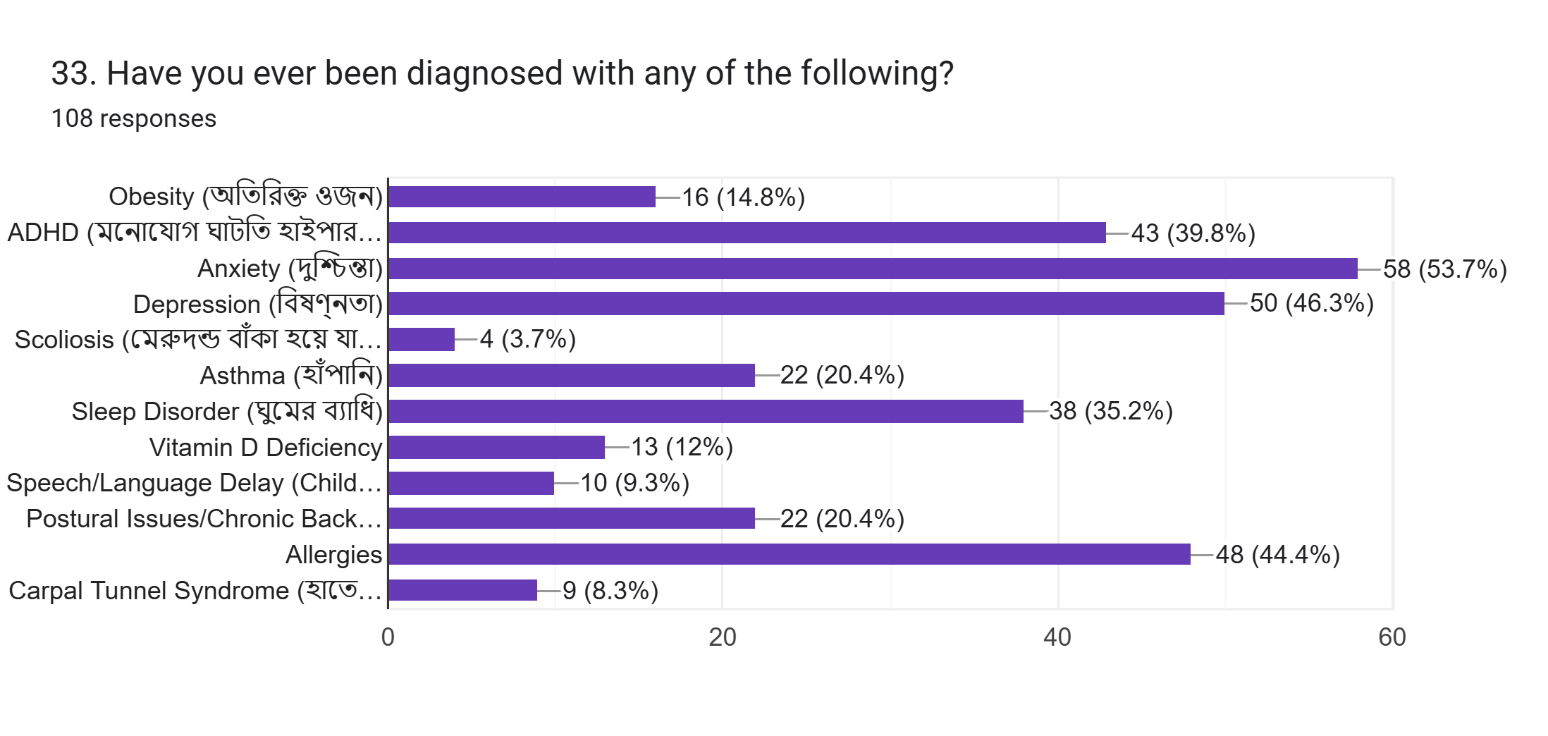 33. Have you ever been diagnosed with any of the following?
108 responses
Obesity (অতিরিক্ত ওজন) 16 (14.8%)
ADHD (মনোযোগ ঘাটতি হাইপার… 43 (39.8%)
Anxiety (দুশ্চিন্তা) 58 (53.7%)
Depression (বিষণ্নতা) 50 (46.3%)
Scoliosis (মেরুদন্ড বাঁকা হয়ে যা… 4 (3.7%)
Asthma (হাঁপানি) 22 (20.4%)
Sleep Disorder (ঘুমের ব্যাধি) 38 (35.2%)
Vitamin D Deficiency 13 (12%)
Speech/Language Delay (Child… 10 (9.3%)
Postural Issues/Chronic Back… 22 (20.4%)
Allergies 48 (44.4%)
Carpal Tunnel Syndrome (হাতে… 9 (8.3%)
0 20 40 60